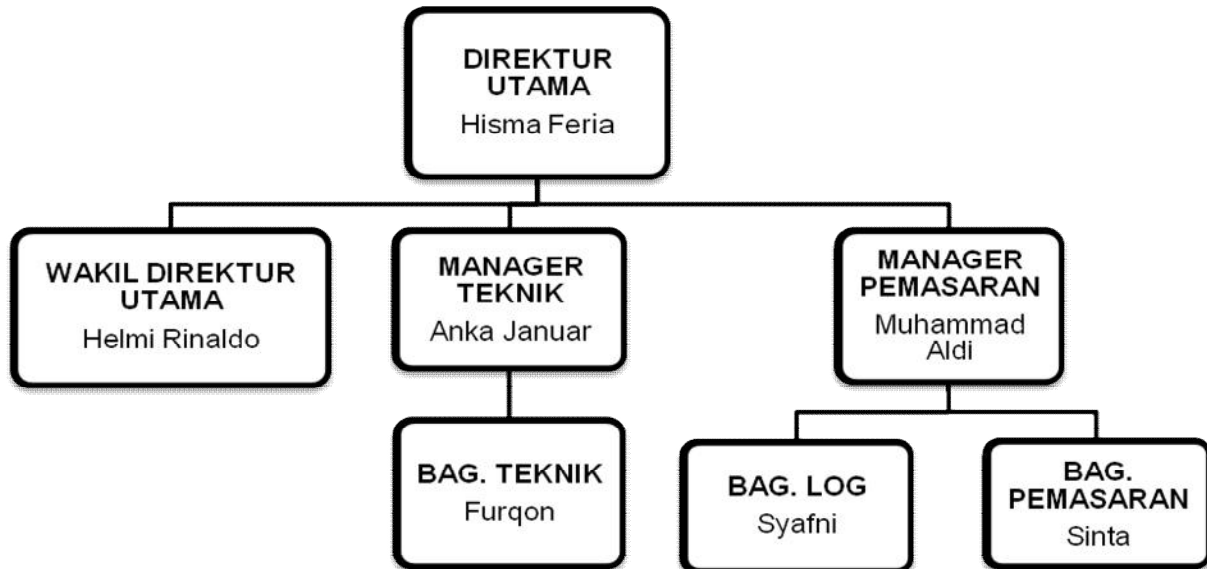 DIREKTUR
UTAMA
Hisma Feria
WAKIL DIREKTUR
UTAMA
Helmi Rinaldo
MANAGER
TEKNIK
Anka Januar
MANAGER
PEMASARAN
Muhammad
Aldi
BAG. TEKNIK
Furqon
BAG. LOG
Syafni
BAG.
PEMASARAN
Sinta